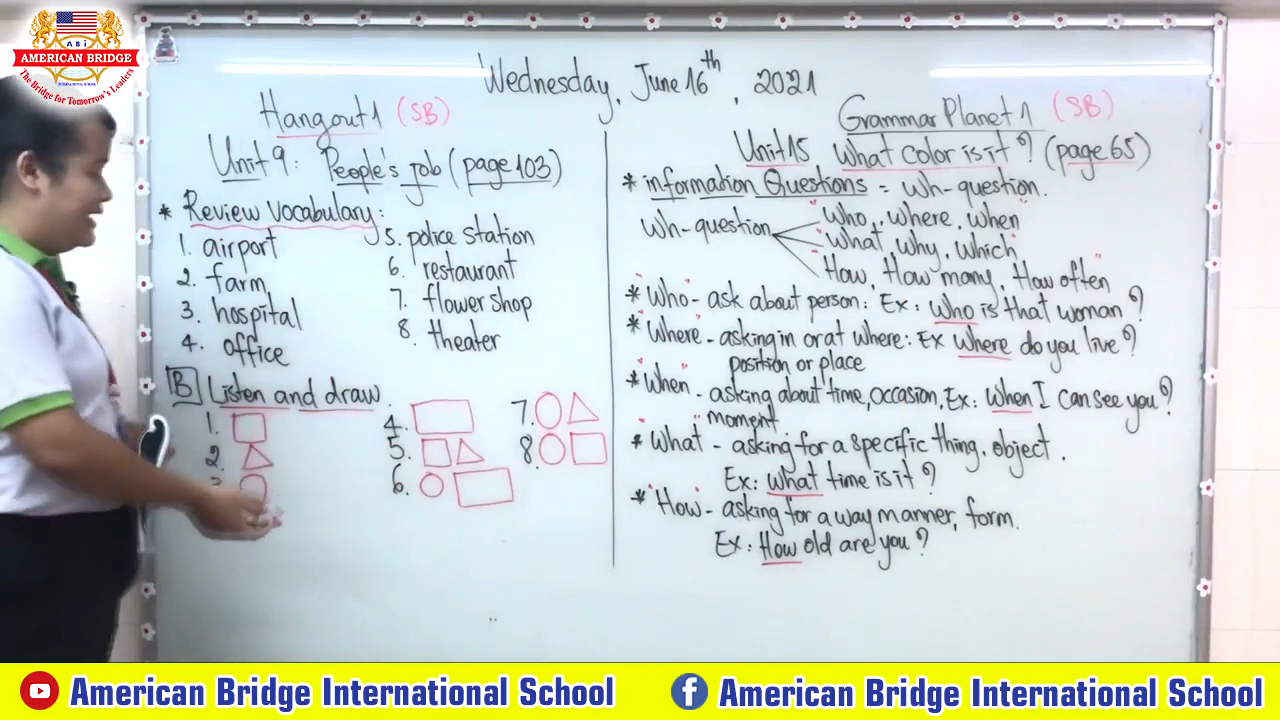 ABi
AMERICAN BRIDGE
INTERNATIONAL SCHOOL
The Bridge for Tomorrow's Leaders
Wednesday, June 16th, 2021
Hangout 1 (SB)
Unit 9: People's job (page 103)
* Review Vocabulary:
1. airport
2. farm
3. hospital
4. office
5. police station
6. restaurant
7. flower shop
8. theater
B Listen and draw.
1.
2.
3
4.
5.
6.
7.
8.
Grammar Planet 1 (SB)
Unit 15 What color is it? (page 65)
* information Questions = Wh-question.
Wh-question
"Who, where, when"
"What, Why, Which"
"How, How many, How often"
* "Who" - ask about person: Ex: Who is that woman?
* "Where - asking in or at where: Ex Where do you live?
position or place
* "When" - asking about time, occasion, Ex: When I can see you?
moment
* "What - asking for a specific thing, object.
Ex: What time is it?
* "How" - asking for a way manner, form.
Ex: How old are you?
American Bridge International School
American Bridge International School